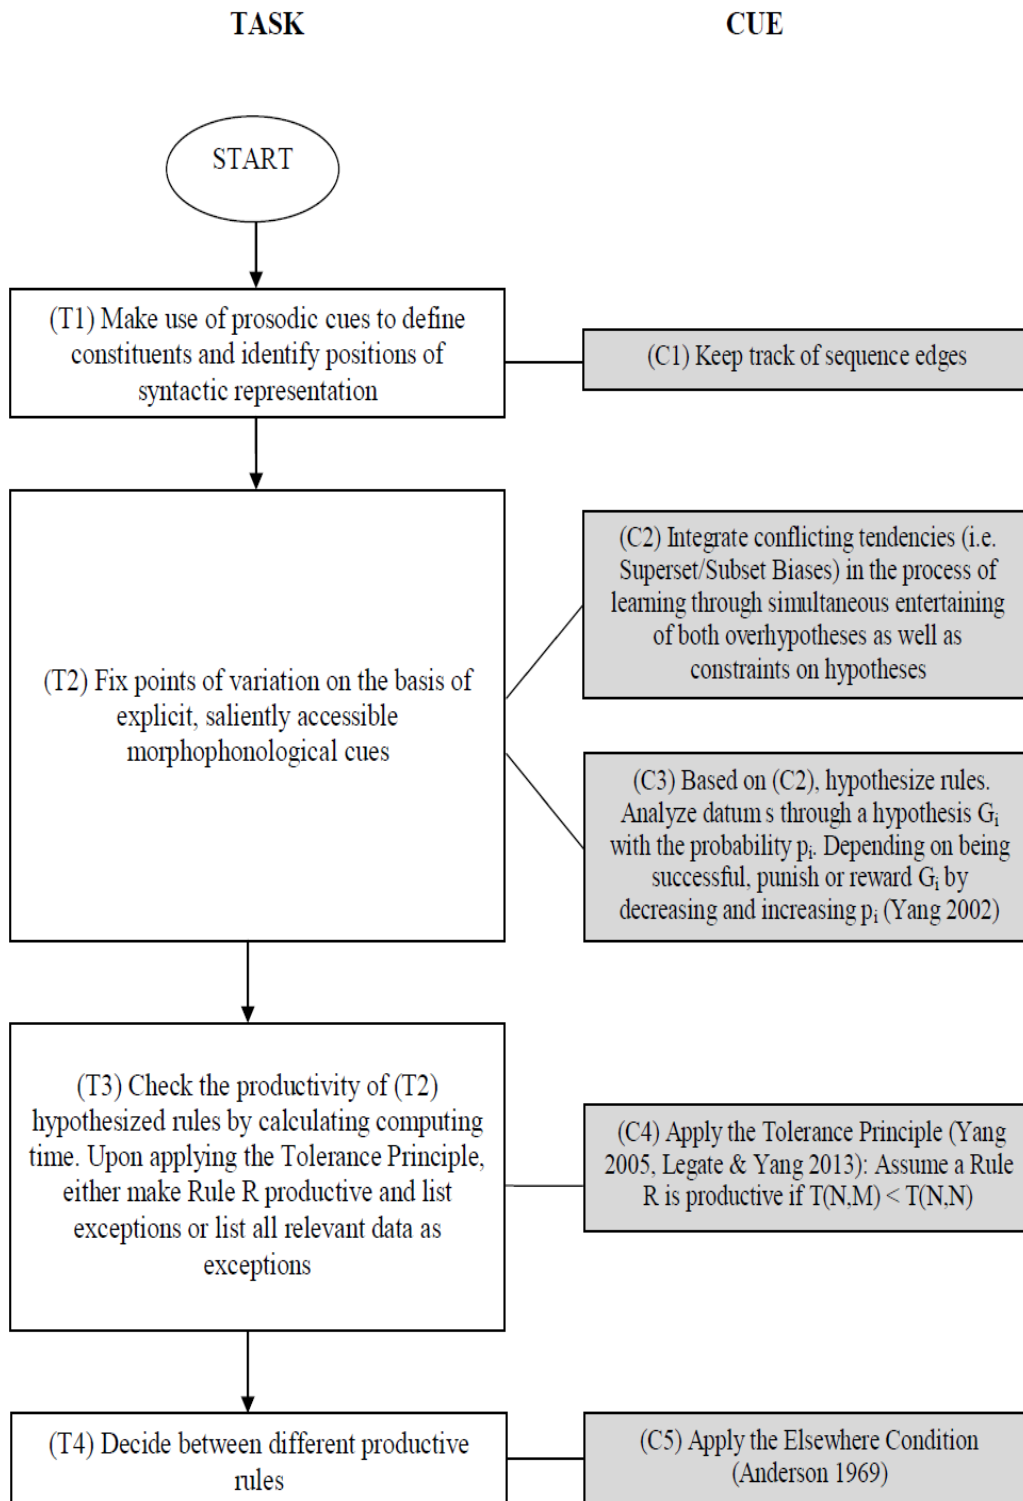 TASK
CUE
START
(T1) Make use of prosodic cues to define
constituents and identify positions of
syntactic representation
(C1) Keep track of sequence edges
(T2) Fix points of variation on the basis of
explicit, saliently accessible
morphophonological cues
(C2) Integrate conflicting tendencies (i.e.
Superset/Subset Biases) in the process of
learning through simultaneous entertaining
of both overhypotheses as well as
constraints on hypotheses
(C3) Based on (C2), hypothesize rules.
Analyze datum s through a hypothesis Gi
with the probability pi. Depending on being
successful, punish or reward Gi by
decreasing and increasing pi (Yang 2002)
(T3) Check the productivity of (T2)
hypothesized rules by calculating computing
time. Upon applying the Tolerance Principle,
either make Rule R productive and list
exceptions or list all relevant data as
exceptions
(C4) Apply the Tolerance Principle (Yang
2005, Legate & Yang 2013): Assume a Rule
R is productive if T(N,M) < T(N,N)
(T4) Decide between different productive
rules
(C5) Apply the Elsewhere Condition
(Anderson 1969)